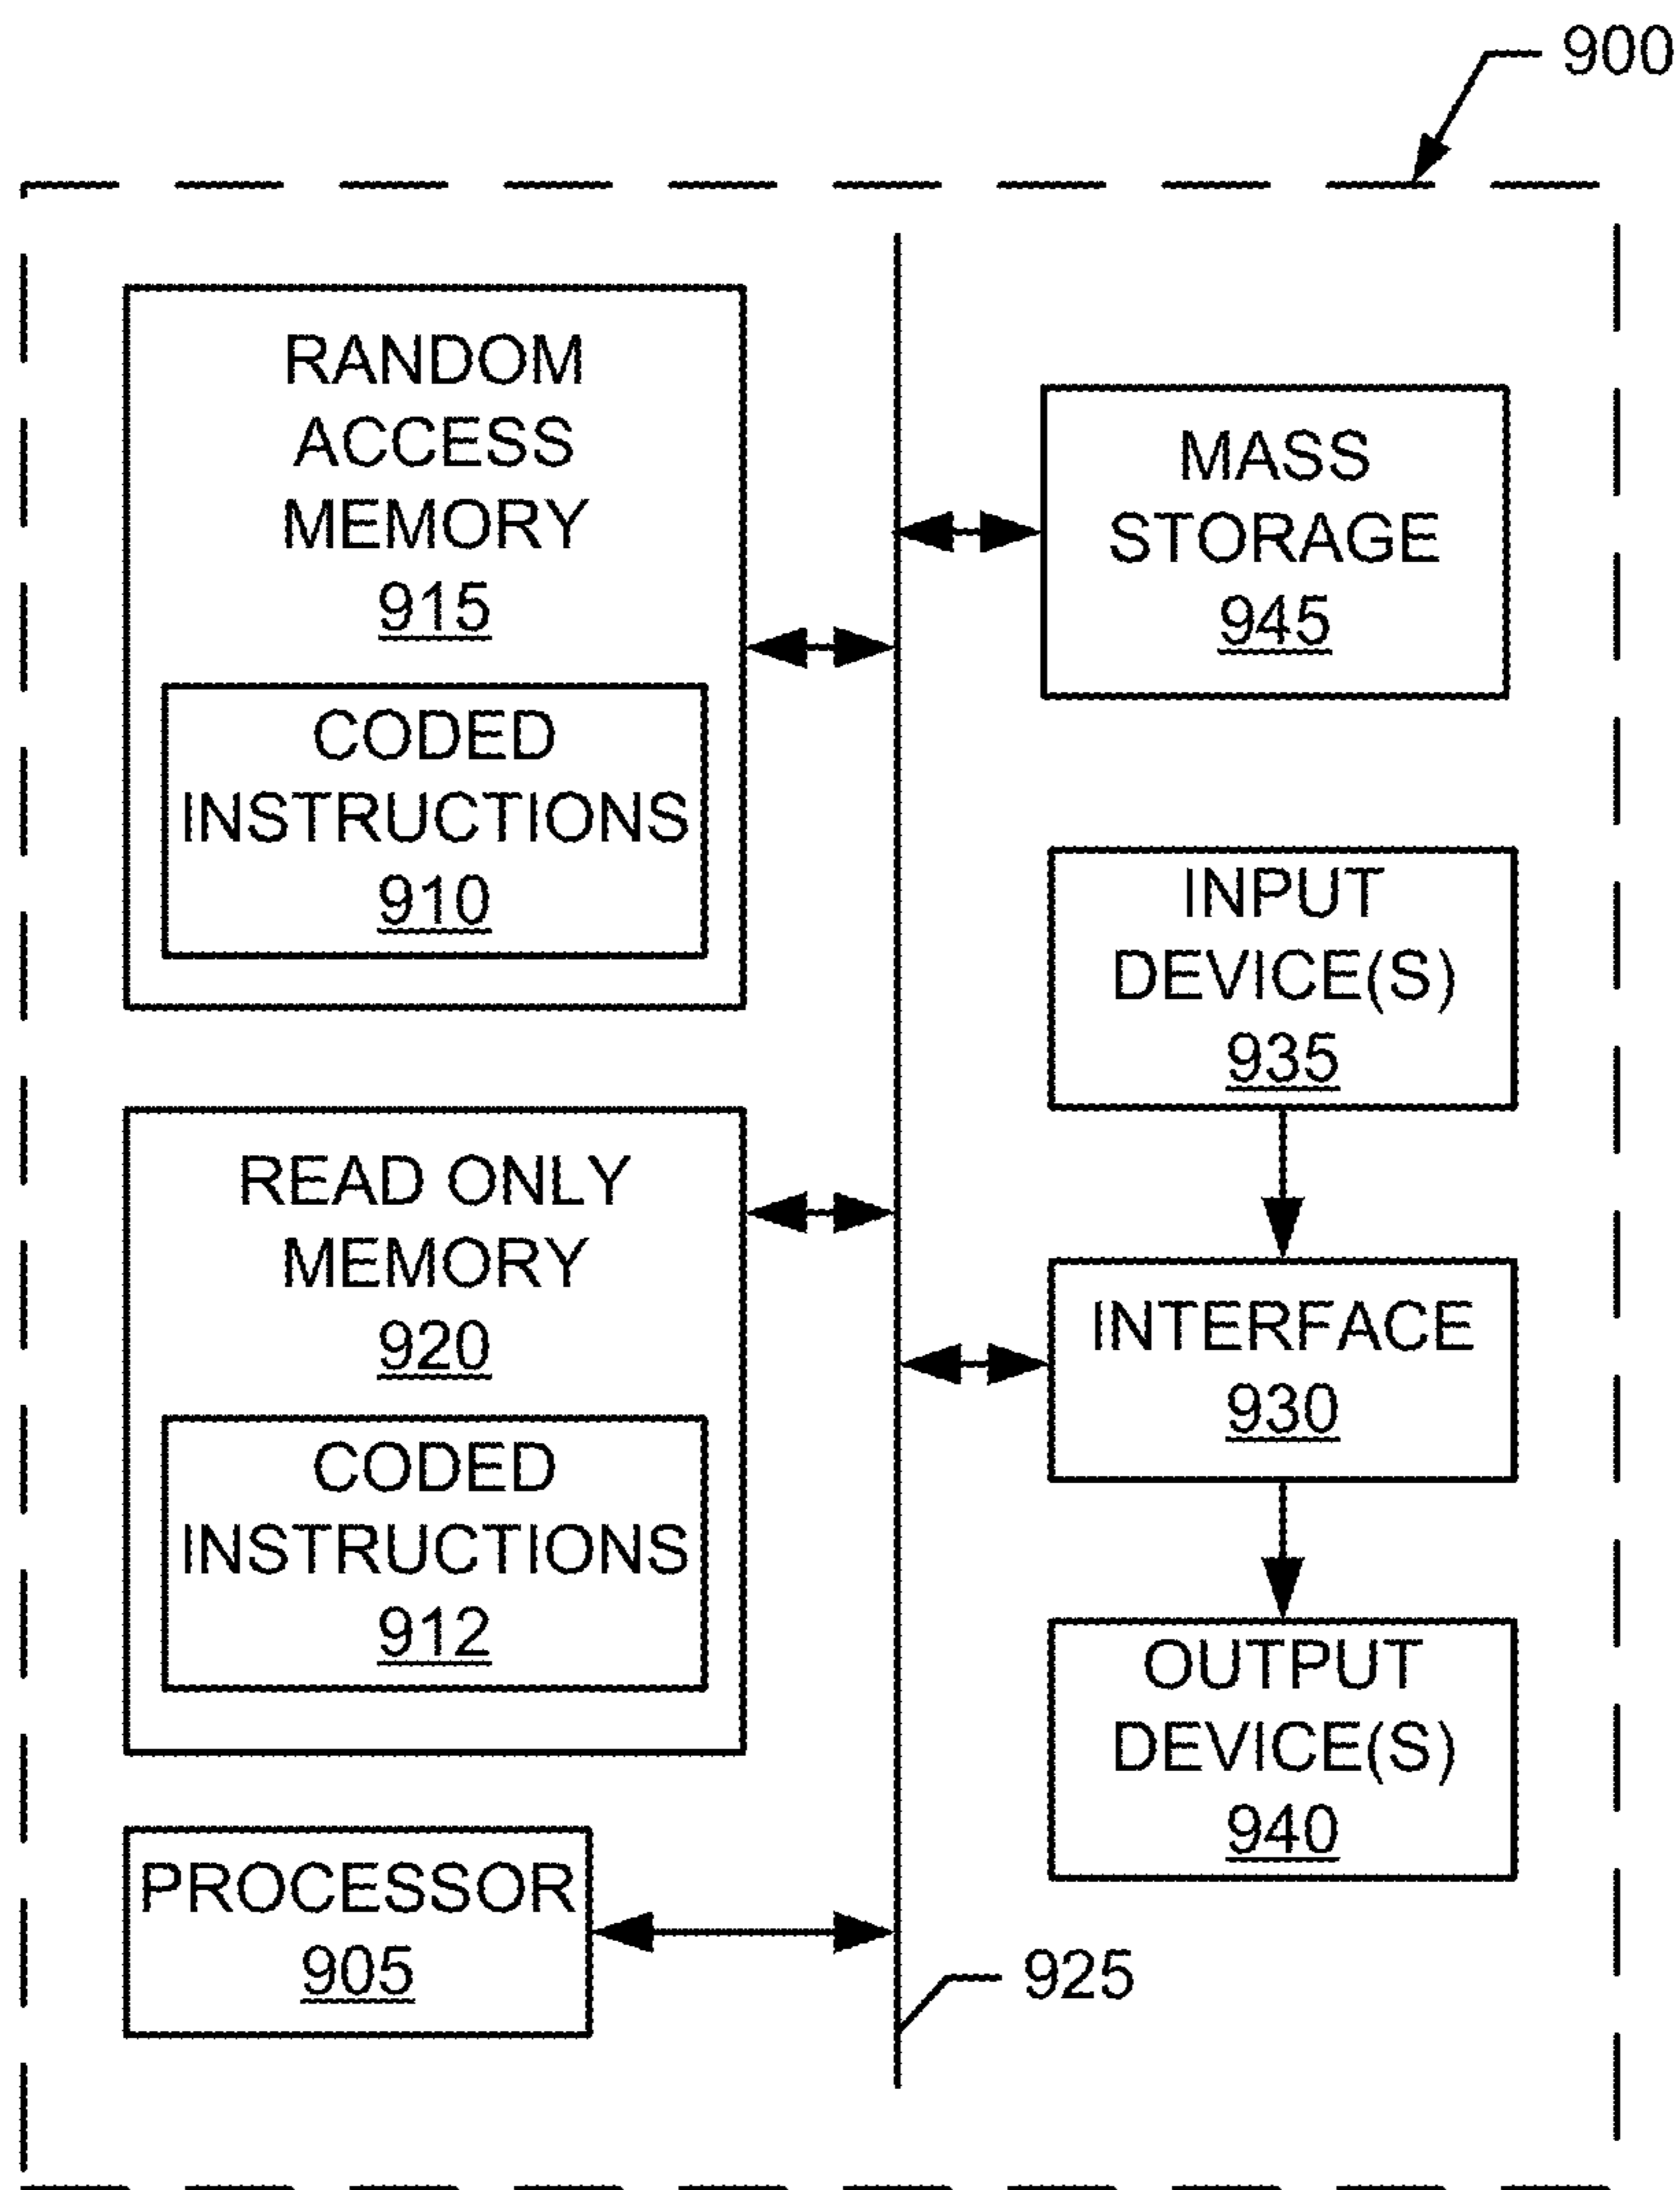 900
RANDOM
ACCESS
MEMORY
915
CODED
INSTRUCTIONS
910
MASS
STORAGE
945
INPUT
DEVICE(S)
935
READ ONLY
MEMORY
920
CODED
INSTRUCTIONS
912
INTERFACE
930
OUTPUT
DEVICE(S)
940
PROCESSOR
905
925